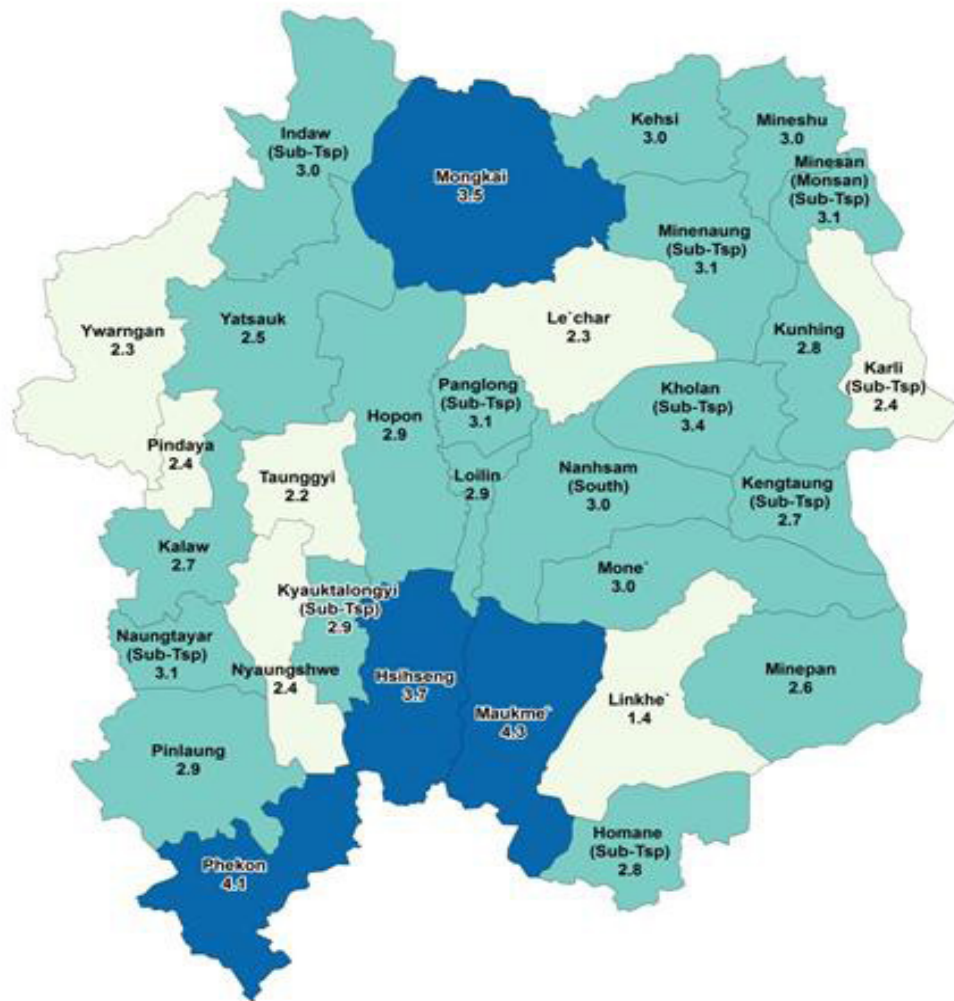 Indaw
(Sub-Tsp)
3.0
Mongkai
3.5
Kehsi
3.0
Mineshu
3.0
Minesan
(Monsan)
(Sub-Tsp)
3.1
Minenaung
(Sub-Tsp)
3.1
Ywarngan
2.3
Yatsauk
2.5
Le`char
2.3
Kunhing
2.8
Karli
(Sub-Tsp)
2.4
Panglong
(Sub-Tsp)
3.1
Kholan
(Sub-Tsp)
3.4
Hopon
2.9
Pindaya
2.4
Taunggyi
2.2
Loilin
2.9
Nanhsam
(South)
3.0
Kengtaung
(Sub-Tsp)
2.7
Kalaw
2.7
Mone`
3.0
Kyauktalongyi
(Sub-Tsp)
2.9
Naungtayar
(Sub-Tsp)
3.1
Nyaungshwe
2.4
Hsihseng
3.7
Maukme`
4.3
Linkhe`
1.4
Minepan
2.6
Pinlaung
2.9
Homane
(Sub-Tsp)
2.8
Phekon
4.1